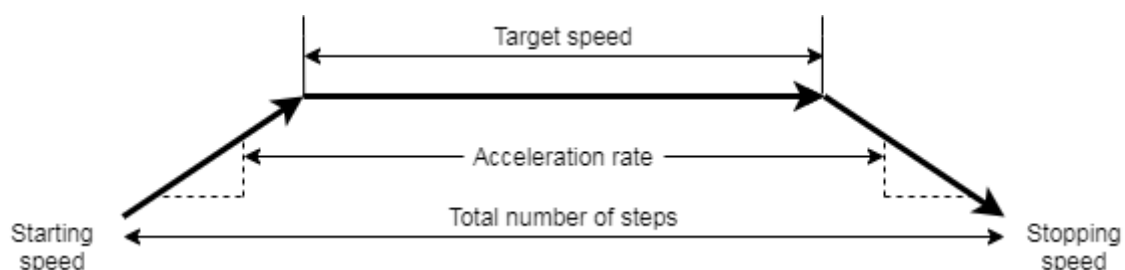 Target speed
Acceleration rate
Total number of steps
Starting
speed
Stopping
speed